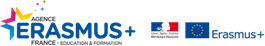 AGENCE
ERASMUS+
FRANCE - EDUCATION & FORMATION
Erasmus+